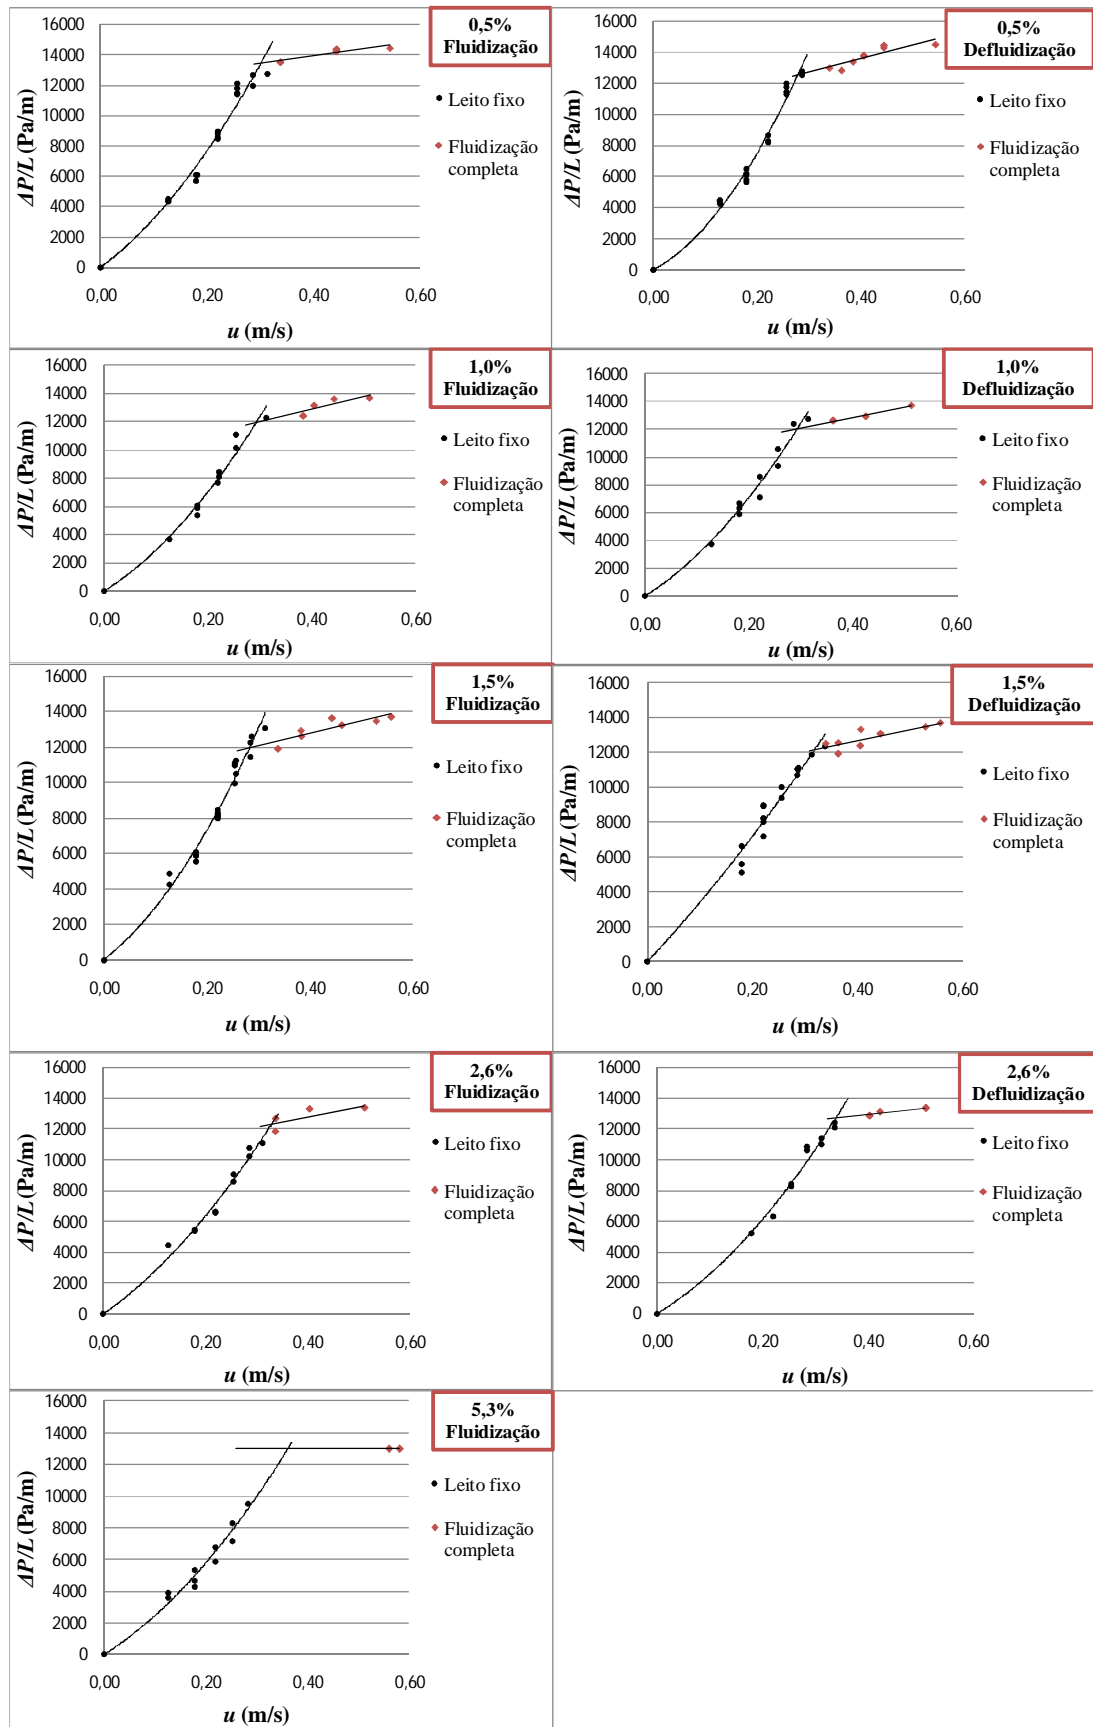 0,5%
Fluidização
ΔP/L (Pa/m)
16000
14000
12000
10000
8000
6000
4000
2000
0
0,00 0,20 0,40 0,60
u (m/s)
Leito fixo
Fluidização
completa
0,5%
Defluidização
ΔP/L (Pa/m)
16000
14000
12000
10000
8000
6000
4000
2000
0
0,00 0,20 0,40 0,60
u (m/s)
Leito fixo
Fluidização
completa
1,0%
Fluidização
ΔP/L (Pa/m)
16000
14000
12000
10000
8000
6000
4000
2000
0
0,00 0,20 0,40 0,60
u (m/s)
Leito fixo
Fluidização
completa
1,0%
Defluidização
ΔP/L (Pa/m)
16000
14000
12000
10000
8000
6000
4000
2000
0
0,00 0,20 0,40 0,60
u (m/s)
Leito fixo
Fluidização
completa
1,5%
Fluidização
ΔP/L (Pa/m)
16000
14000
12000
10000
8000
6000
4000
2000
0
0,00 0,20 0,40 0,60
u (m/s)
Leito fixo
Fluidização
completa
1,5%
Defluidização
ΔP/L (Pa/m)
16000
14000
12000
10000
8000
6000
4000
2000
0
0,00 0,20 0,40 0,60
u (m/s)
Leito fixo
Fluidização
completa
2,6%
Fluidização
ΔP/L (Pa/m)
16000
14000
12000
10000
8000
6000
4000
2000
0
0,00 0,20 0,40 0,60
u (m/s)
Leito fixo
Fluidização
completa
2,6%
Defluidização
ΔP/L (Pa/m)
16000
14000
12000
10000
8000
6000
4000
2000
0
0,00 0,20 0,40 0,60
u (m/s)
Leito fixo
Fluidização
completa
5,3%
Fluidização
ΔP/L (Pa/m)
16000
14000
12000
10000
8000
6000
4000
2000
0
0,00 0,20 0,40 0,60
u (m/s)
Leito fixo
Fluidização
completa